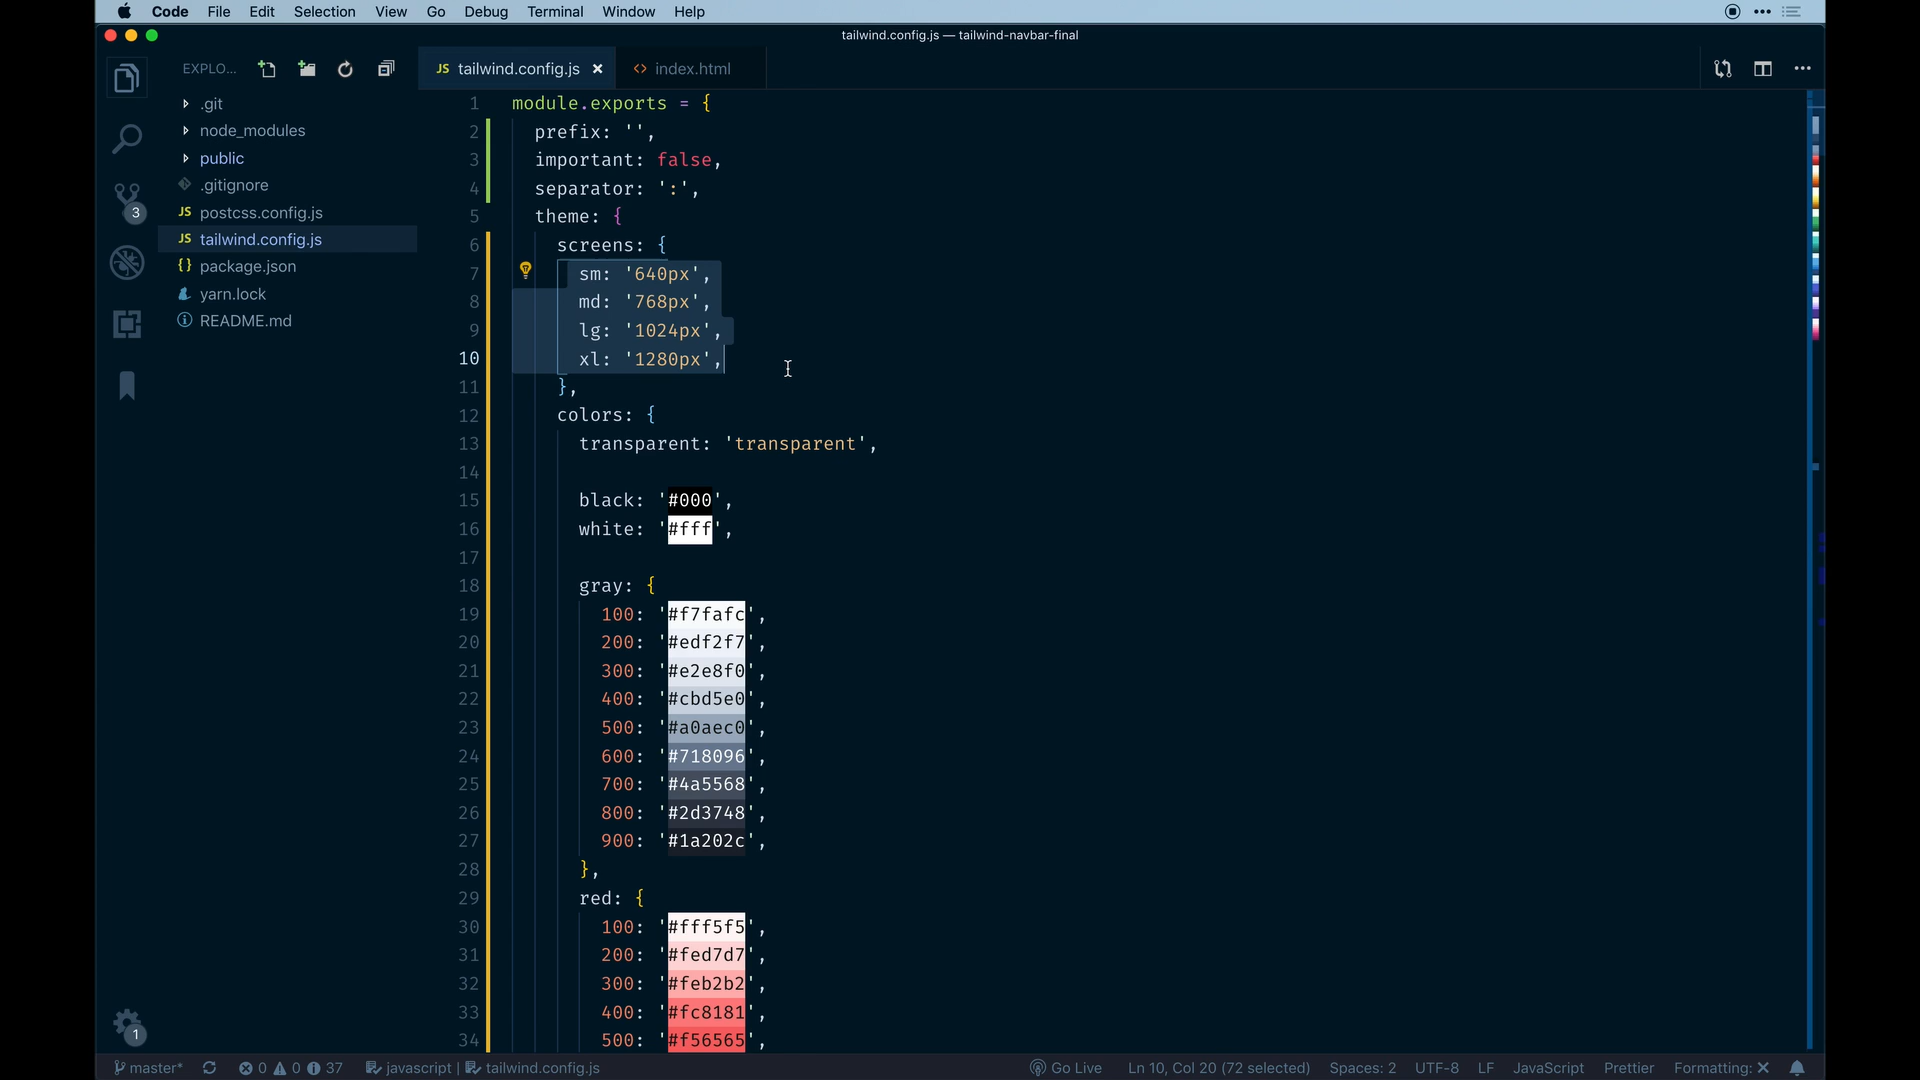 Code File Edit Selection View Go Debug Terminal Window Help
tailwind.config.js — tailwind-navbar-final
EXPLO...
JS tailwind.config.js
<> index.html
.git
node_modules
public
.gitignore
JS postcss.config.js
JS tailwind.config.js
{} package.json
yarn.lock
README.md
3
1
1 module.exports = {
2 prefix: '',
3 important: false,
4 separator: ':',
5 theme: {
6 screens: {
7 sm: '640px',
8 md: '768px',
9 lg: '1024px',
10 xl: '1280px',
11 },
12 colors: {
13 transparent: 'transparent',
14
15 black: '#000',
16 white: '#fff',
17
18 gray: {
19 100: '#f7fafc',
20 200: '#edf2f7',
21 300: '#e2e8f0',
22 400: '#cbd5e0',
23 500: '#a0aec0',
24 600: '#718096',
25 700: '#4a5568',
26 800: '#2d3748',
27 900: '#1a202c',
28 },
29 red: {
30 100: '#fff5f5',
31 200: '#fed7d7',
32 300: '#feb2b2',
33 400: '#fc8181',
34 500: '#f56565',
master* 0 0 37 javascript | tailwind.config.js Go Live Ln 10, Col 20 (72 selected) Spaces: 2 UTF-8 LF JavaScript Prettier Formatting: ✕